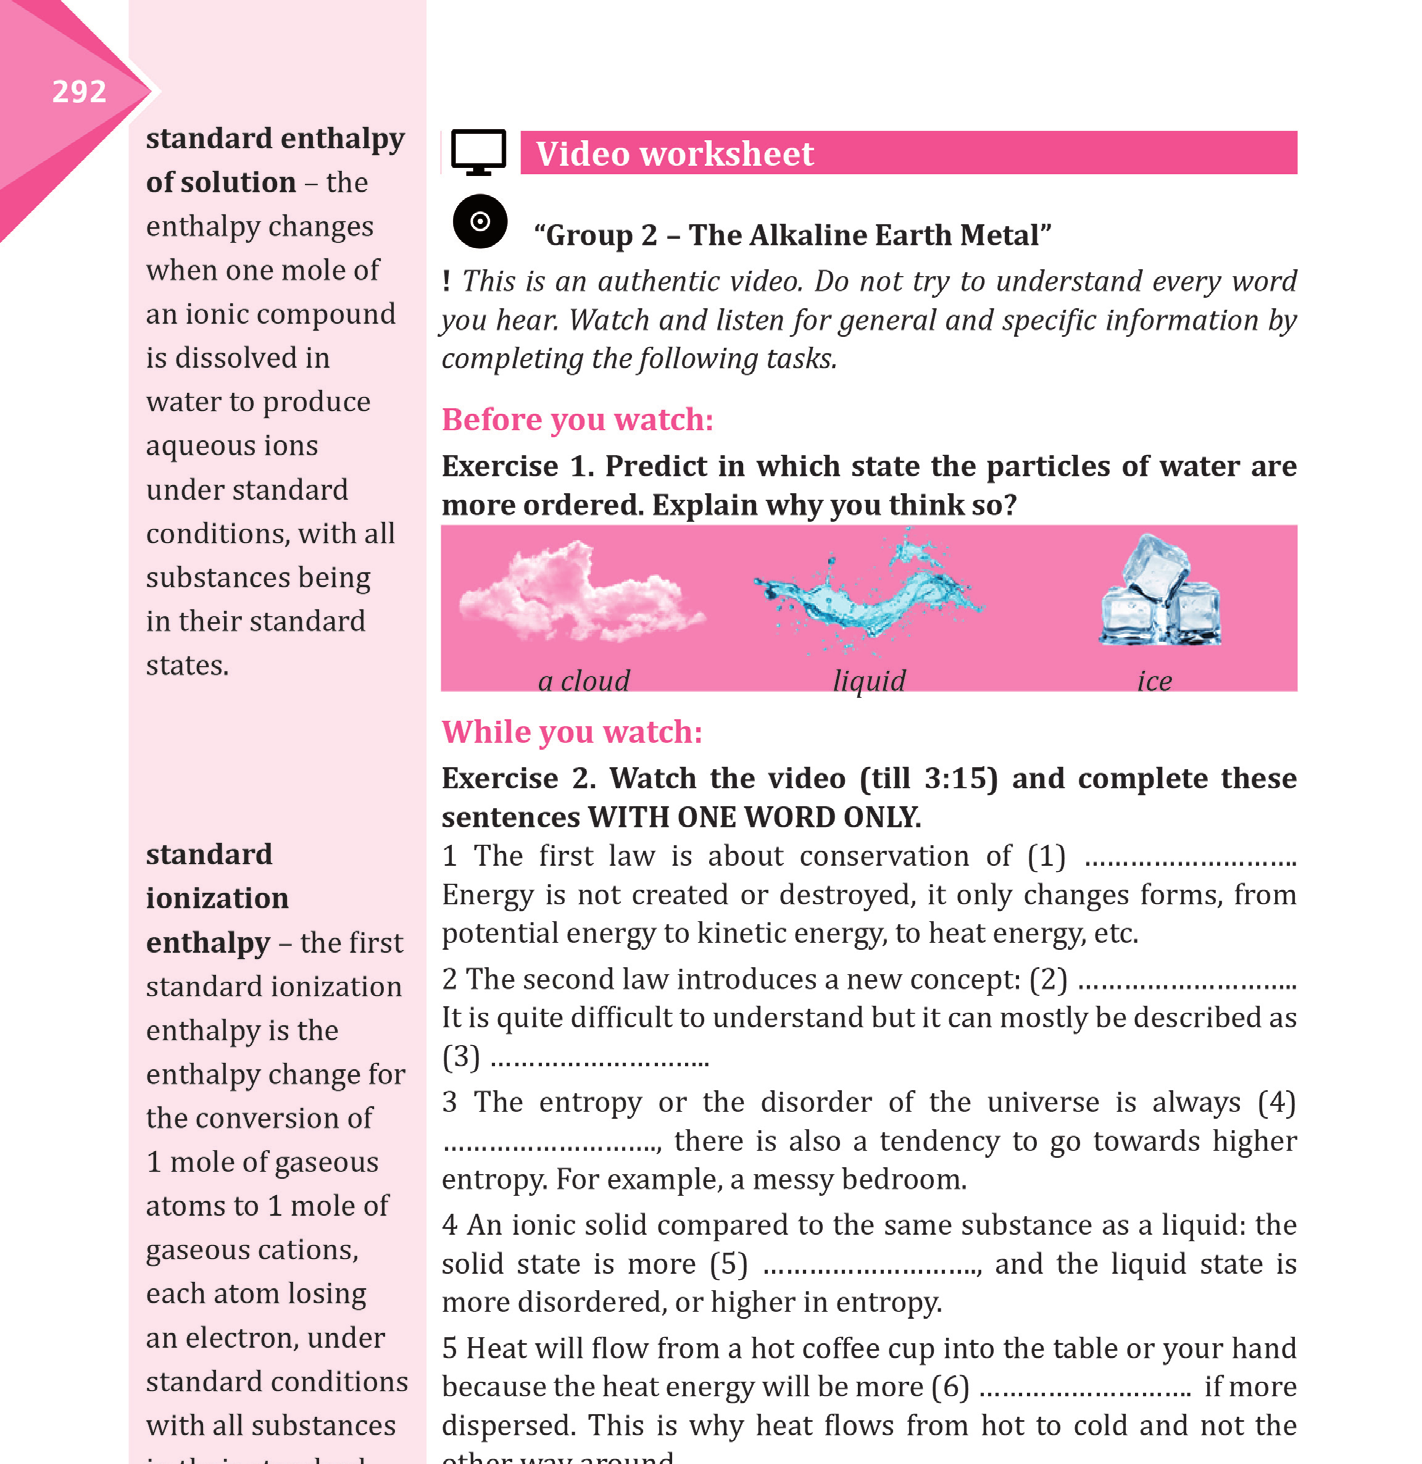 292
standard enthalpy
of solution – the
enthalpy changes
when one mole of
an ionic compound
is dissolved in
water to produce
aqueous ions
under standard
conditions, with all
substances being
in their standard
states.
standard
ionization
enthalpy – the first
standard ionization
enthalpy is the
enthalpy change for
the conversion of
1 mole of gaseous
atoms to 1 mole of
gaseous cations,
each atom losing
an electron, under
standard conditions
with all substances
Video worksheet
“Group 2 – The Alkaline Earth Metal”
! This is an authentic video. Do not try to understand every word
you hear. Watch and listen for general and specific information by
completing the following tasks.
Before you watch:
Exercise 1. Predict in which state the particles of water are
more ordered. Explain why you think so?
a cloud liquid ice
While you watch:
Exercise 2. Watch the video (till 3:15) and complete these
sentences WITH ONE WORD ONLY.
1 The first law is about conservation of (1) ……………………….
Energy is not created or destroyed, it only changes forms, from
potential energy to kinetic energy, to heat energy, etc.
2 The second law introduces a new concept: (2) ………………………..
It is quite difficult to understand but it can mostly be described as
(3) ………………………..
3 The entropy or the disorder of the universe is always (4)
………………………., there is also a tendency to go towards higher
entropy. For example, a messy bedroom.
4 An ionic solid compared to the same substance as a liquid: the
solid state is more (5) ………………………., and the liquid state is
more disordered, or higher in entropy.
5 Heat will flow from a hot coffee cup into the table or your hand
because the heat energy will be more (6) ………………………. if more
dispersed. This is why heat flows from hot to cold and not the
other way around